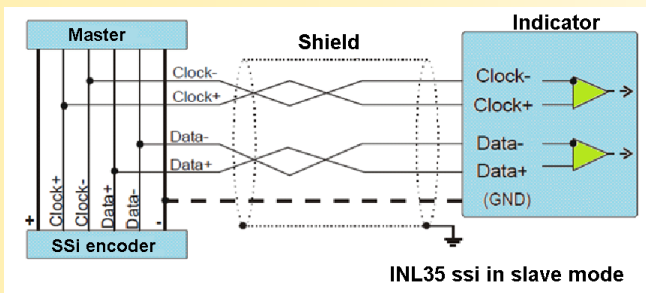 Master
Shield
Indicator
Clock-
Clock+
Data-
Data+
Clock-
Clock+
Data-
Data+
(GND)
+
Clock+
Clock-
Data+
Data-
-
SSi encoder
INL35 ssi in slave mode